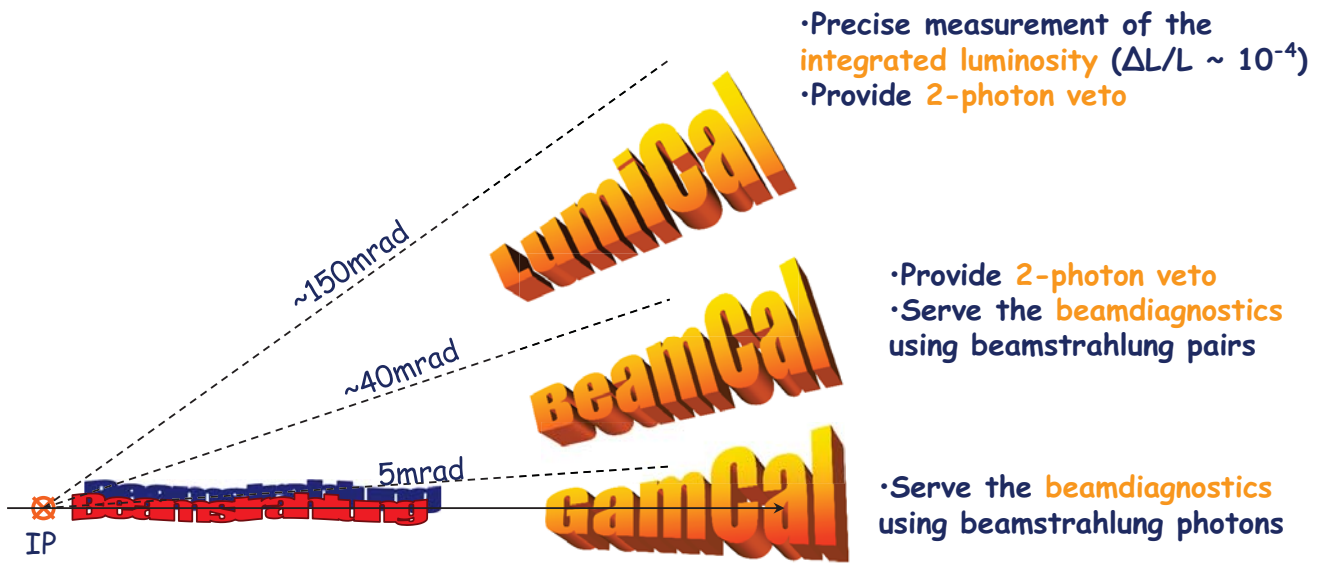 •Precise measurement of the
integrated luminosity (ΔL/L ~ 10⁻⁴)
•Provide 2-photon veto
LumiCal
~150mrad
•Provide 2-photon veto
•Serve the beamdiagnostics
using beamstrahlung pairs
BeamCal
~40mrad
5mrad
Beamstrahlung
GamCal
•Serve the beamdiagnostics
using beamstrahlung photons
IP